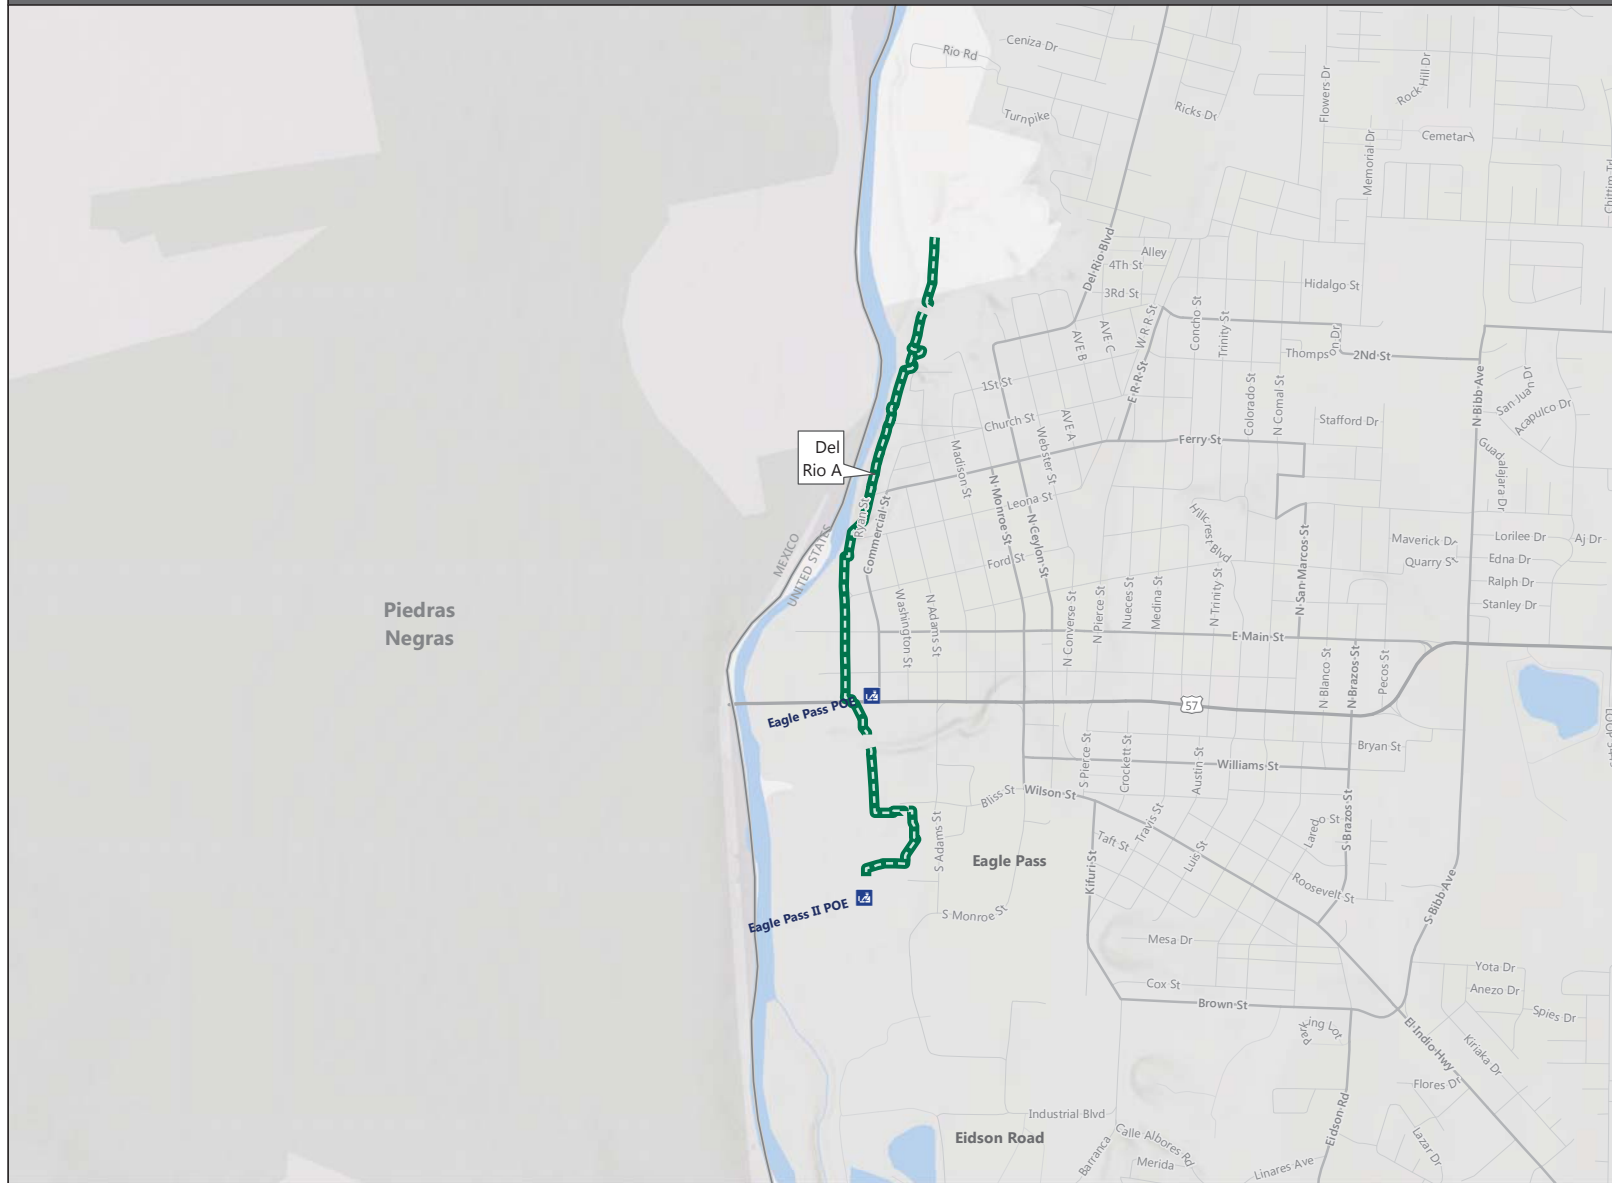 Rio Rd
Ceniza Dr
Turnpike
Ricks Dr
Flowers Dr
Rock Hill Dr
Cemetary
Memorial Dr
Chittim Trl
Del Rio Blvd
Alley
4Th St
3Rd St
Hidalgo St
AVE B
AVE C
W R R St
E R R St
Concho St
Trinity St
Thompson Dr
2Nd St
N Bibb Ave
San Juan Dr
Acapulco Dr
1St St
Church St
AVE A
Webster St
Colorado St
N Comal St
Stafford Dr
Ferry St
Guadalajara Dr
Del
Rio A
Madison St
N Monroe St
Leona St
N Ceylon St
Hillcrest Blvd
Ryan St
Commercial St
MEXICO
UNITED STATES
Ford St
N San Marcos St
Maverick Dr
Quarry St
Lorilee Dr
Aj Dr
Edna Dr
Ralph Dr
Stanley Dr
Piedras
Negras
Washington St
N Adams St
N Converse St
N Pierce St
Nueces St
Medina St
N Trinity St
E Main St
N Blanco St
N Brazos St
Pecos St
Eagle Pass POE
57
Bryan St
S Pierce St
Crockett St
Austin St
Williams St
Bliss St
Wilson St
S Adams St
Taft St
Travis St
Luis St
Laredo St
S Brazos St
Eagle Pass
Kifuri St
Roosevelt St
S Bibb Ave
Eagle Pass II POE
S Monroe St
Mesa Dr
Cox St
Brown St
Yota Dr
Anezo Dr
Spies Dr
Parking Lot
El Indio Hwy
Kiriaka Dr
Flores Dr
Industrial Blvd
Eidson Road
Calle Albores Rd
Barranca
Merida
Eidson Rd
Linares Ave
Lazar Dr